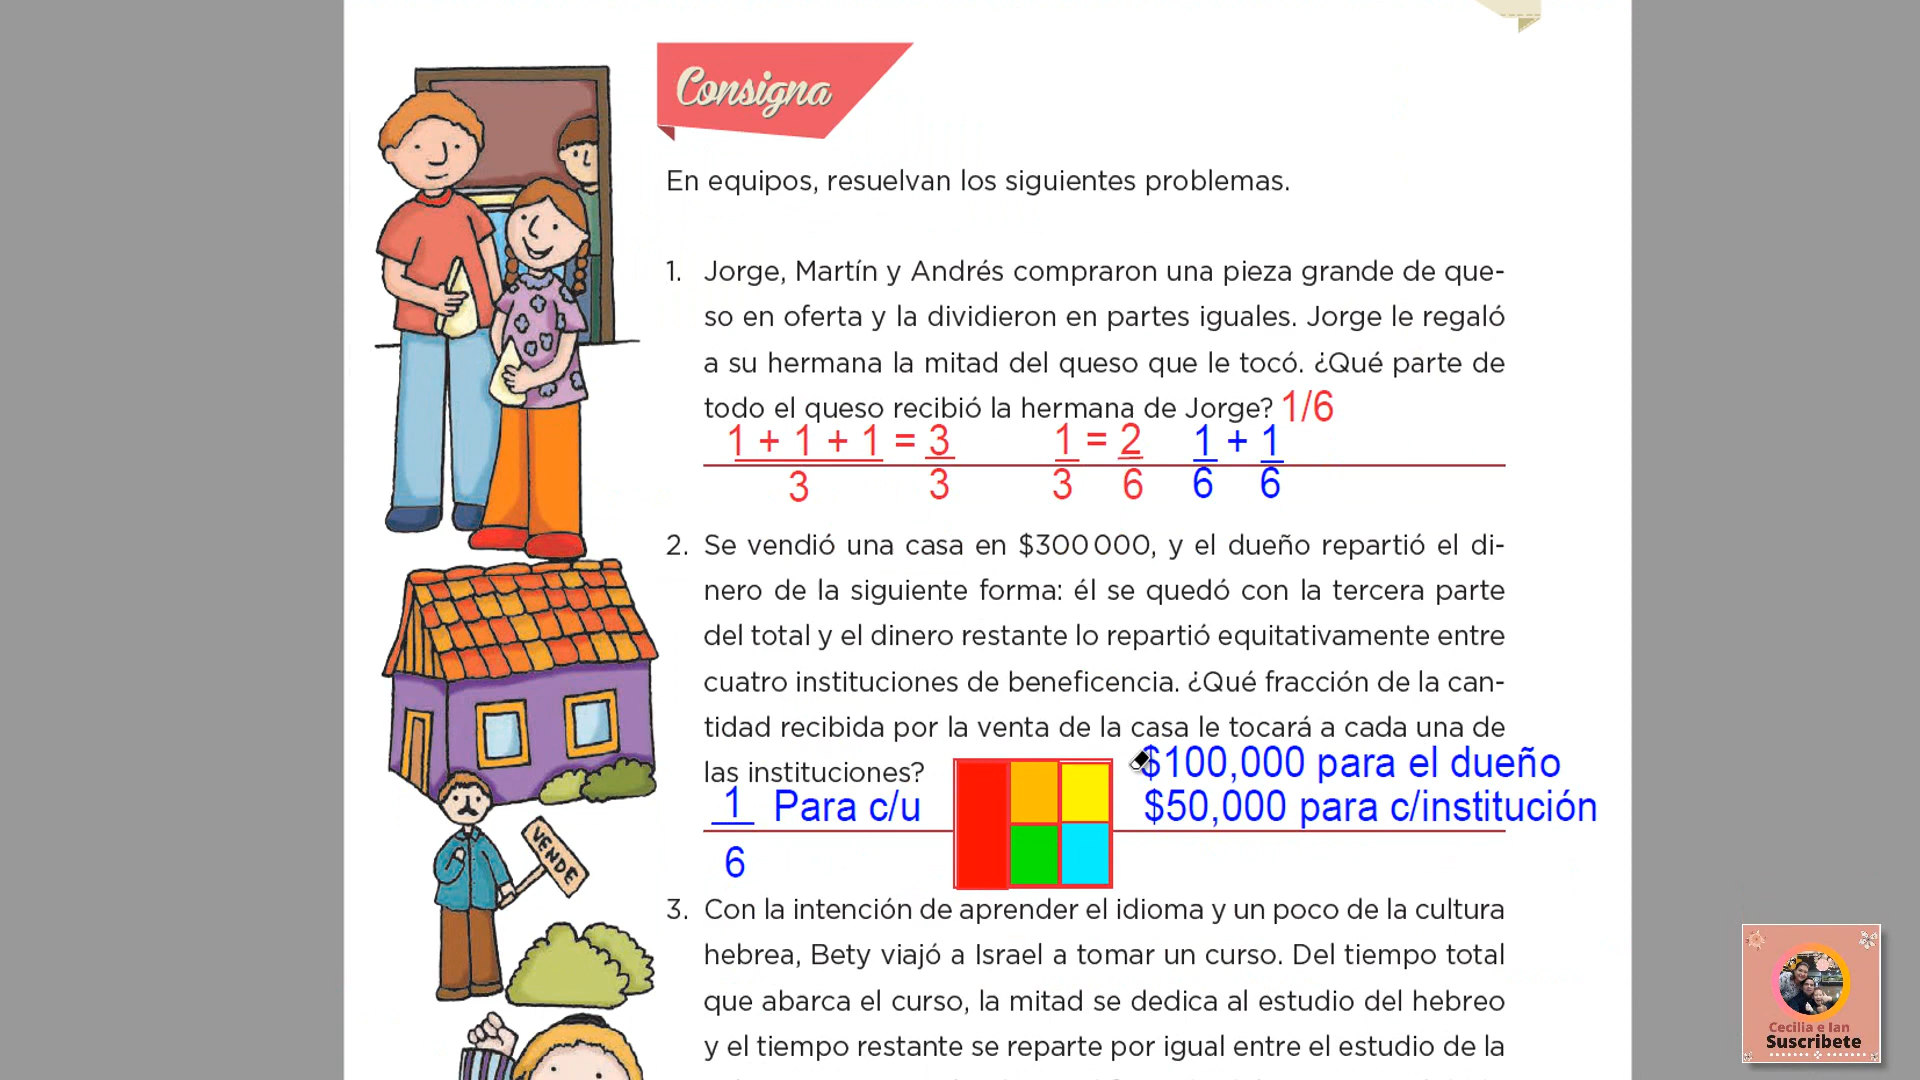 Consigna
En equipos, resuelvan los siguientes problemas.
1. Jorge, Martín y Andrés compraron una pieza grande de que-
so en oferta y la dividieron en partes iguales. Jorge le regaló
a su hermana la mitad del queso que le tocó. ¿Qué parte de
todo el queso recibió la hermana de Jorge? 1/6
1 + 1 + 1 = 3 1 = 2 1 + 1
3 3 3 6 6 6
2. Se vendió una casa en $300 000, y el dueño repartió el di-
nero de la siguiente forma: él se quedó con la tercera parte
del total y el dinero restante lo repartió equitativamente entre
cuatro instituciones de beneficencia. ¿Qué fracción de la can-
tidad recibida por la venta de la casa le tocará a cada una de
las instituciones?
$100,000 para el dueño
1 Para c/u
$50,000 para c/institución
6
VENDE
3. Con la intención de aprender el idioma y un poco de la cultura
hebrea, Bety viajó a Israel a tomar un curso. Del tiempo total
que abarca el curso, la mitad se dedica al estudio del hebreo
y el tiempo restante se reparte por igual entre el estudio de la
Cecilia e Ian
Suscribete